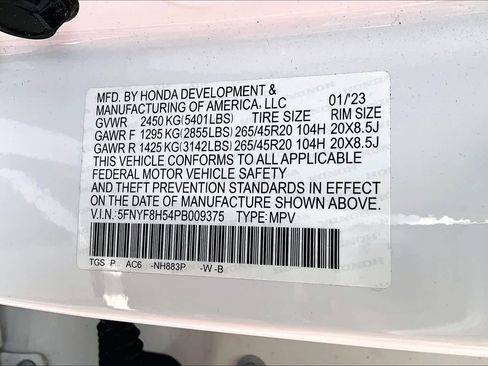 MFD. BY HONDA DEVELOPMENT &
MANUFACTURING OF AMERICA, LLC 01/'23
GVWR 2450 KG(5401LBS) TIRE SIZE RIM SIZE
GAWR F 1295 KG(2855LBS) 265/45R20 104H 20X8.5J
GAWR R 1425 KG(3142LBS) 265/45R20 104H 20X8.5J
THIS VEHICLE CONFORMS TO ALL APPLICABLE
FEDERAL MOTOR VEHICLE SAFETY
AND THEFT PREVENTION STANDARDS IN EFFECT
ON THE DATE OF MANUFACTURE SHOWN ABOVE.
V.I.N.: 5FNYF8H54PB009375 TYPE: MPV
TGS P AC6 -NH883P -W -B